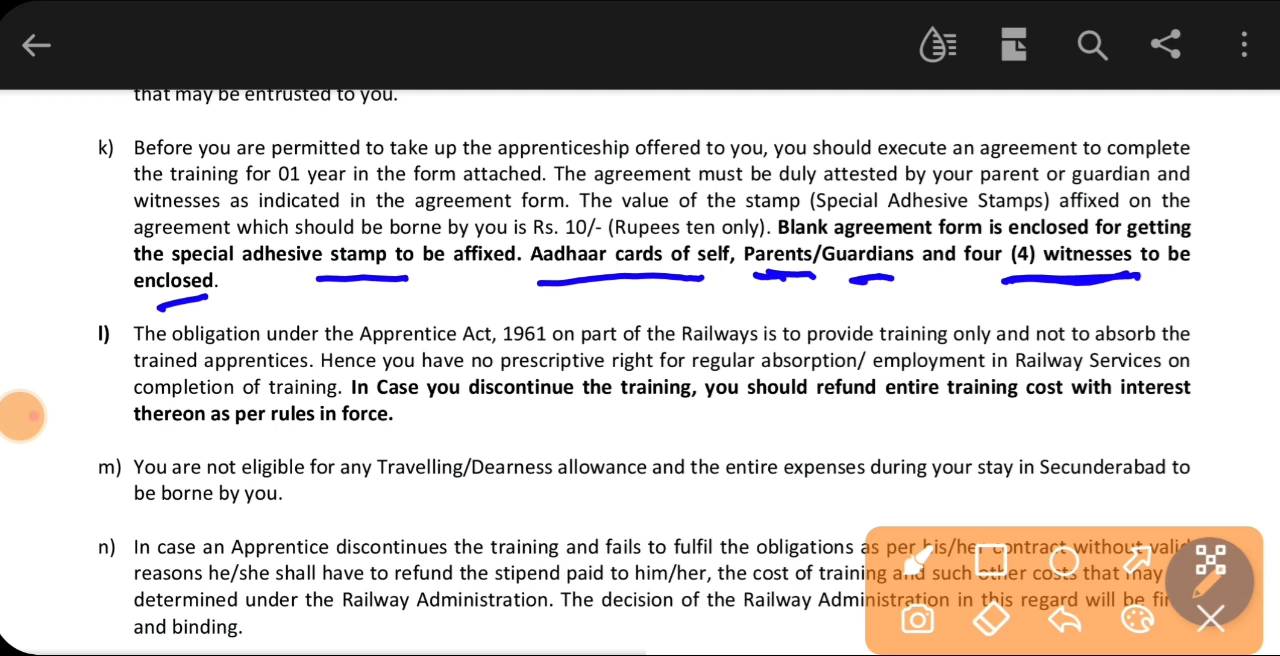 that may be entrusted to you.
k) Before you are permitted to take up the apprenticeship offered to you, you should execute an agreement to complete
the training for 01 year in the form attached. The agreement must be duly attested by your parent or guardian and
witnesses as indicated in the agreement form. The value of the stamp (Special Adhesive Stamps) affixed on the
agreement which should be borne by you is Rs. 10/- (Rupees ten only). Blank agreement form is enclosed for getting
the special adhesive stamp to be affixed. Aadhaar cards of self, Parents/Guardians and four (4) witnesses to be
enclosed.
l) The obligation under the Apprentice Act, 1961 on part of the Railways is to provide training only and not to absorb the
trained apprentices. Hence you have no prescriptive right for regular absorption/ employment in Railway Services on
completion of training. In Case you discontinue the training, you should refund entire training cost with interest
thereon as per rules in force.
m) You are not eligible for any Travelling/Dearness allowance and the entire expenses during your stay in Secunderabad to
be borne by you.
n) In case an Apprentice discontinues the training and fails to fulfil the obligations as per his/her contract without
reasons he/she shall have to refund the stipend paid to him/her, the cost of training and such other costs that may
determined under the Railway Administration. The decision of the Railway Administration in this regard will be
and binding.